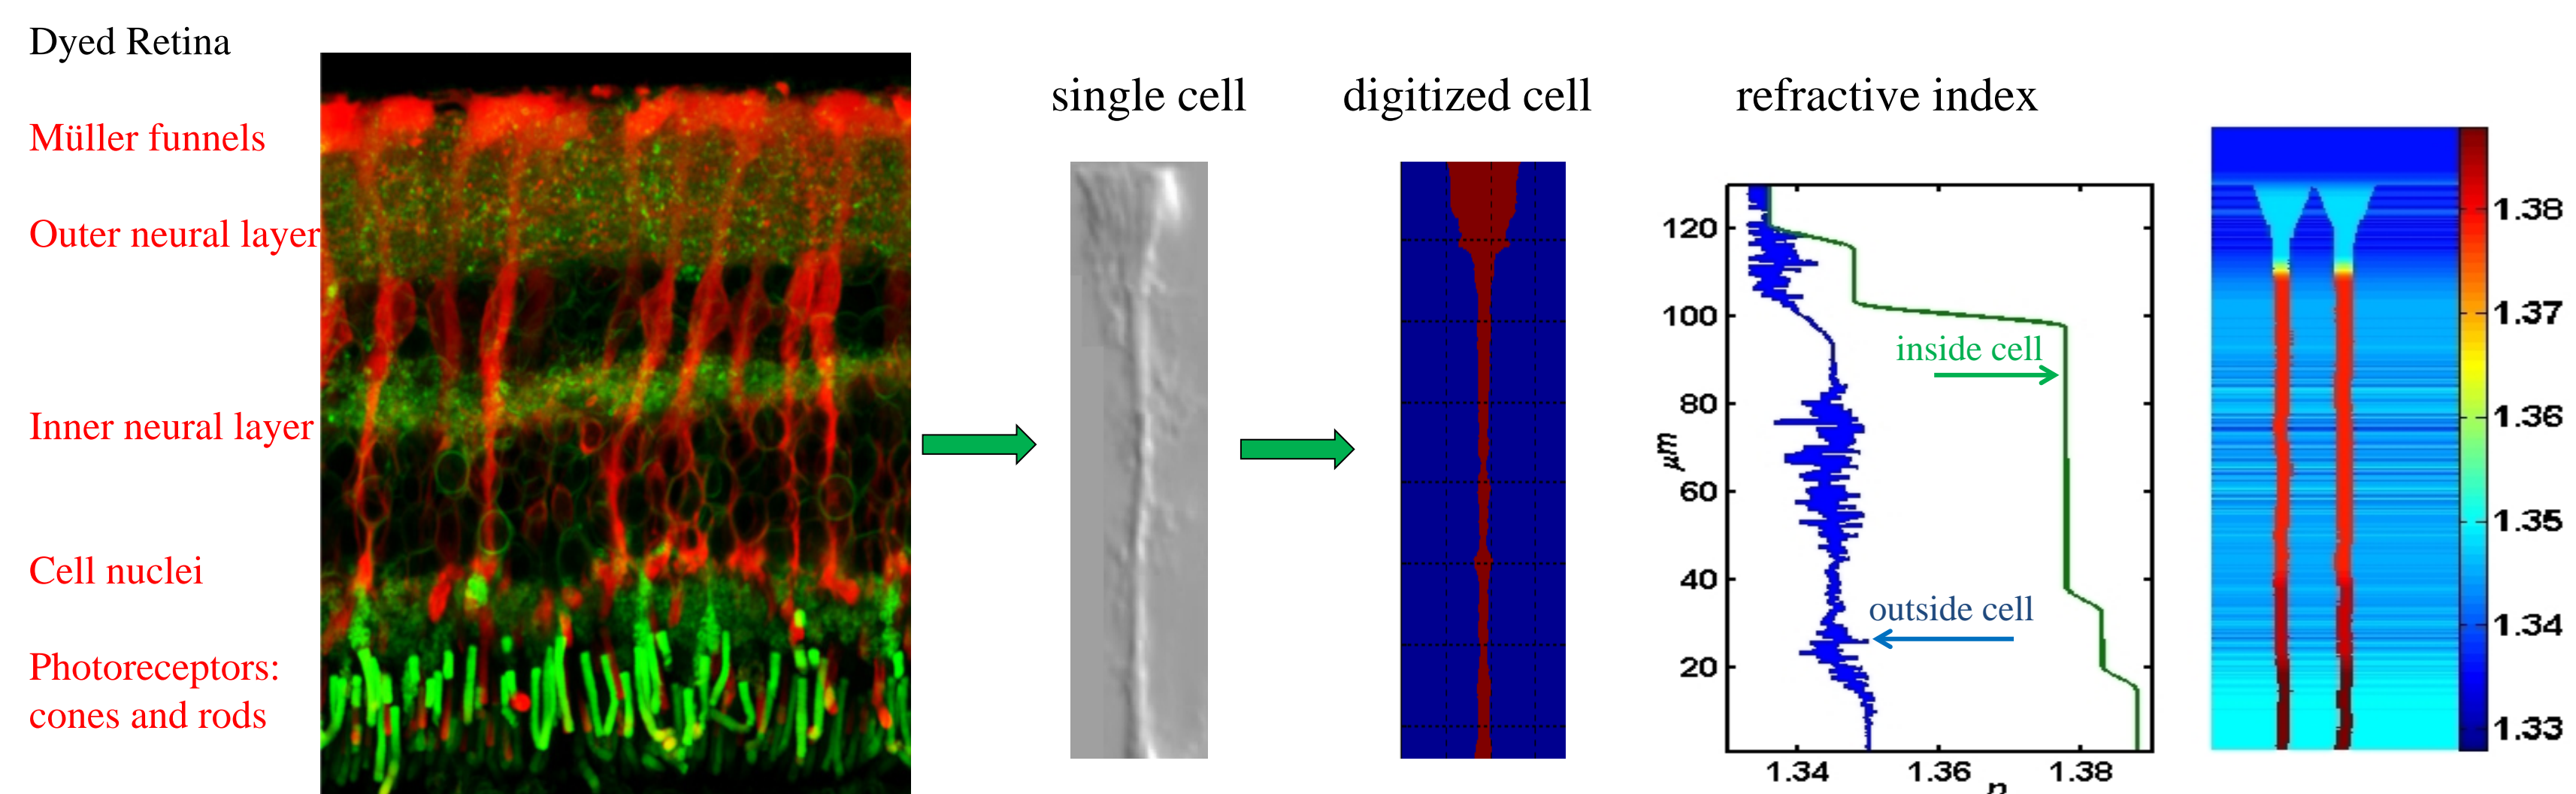 Dyed Retina
Müller funnels
Outer neural layer
Inner neural layer
Cell nuclei
Photoreceptors:
cones and rods
single cell
digitized cell
refractive index
120
100
80
60
40
20
μm
inside cell
outside cell
1.34
1.36
1.38
n
1.38
1.37
1.36
1.35
1.34
1.33